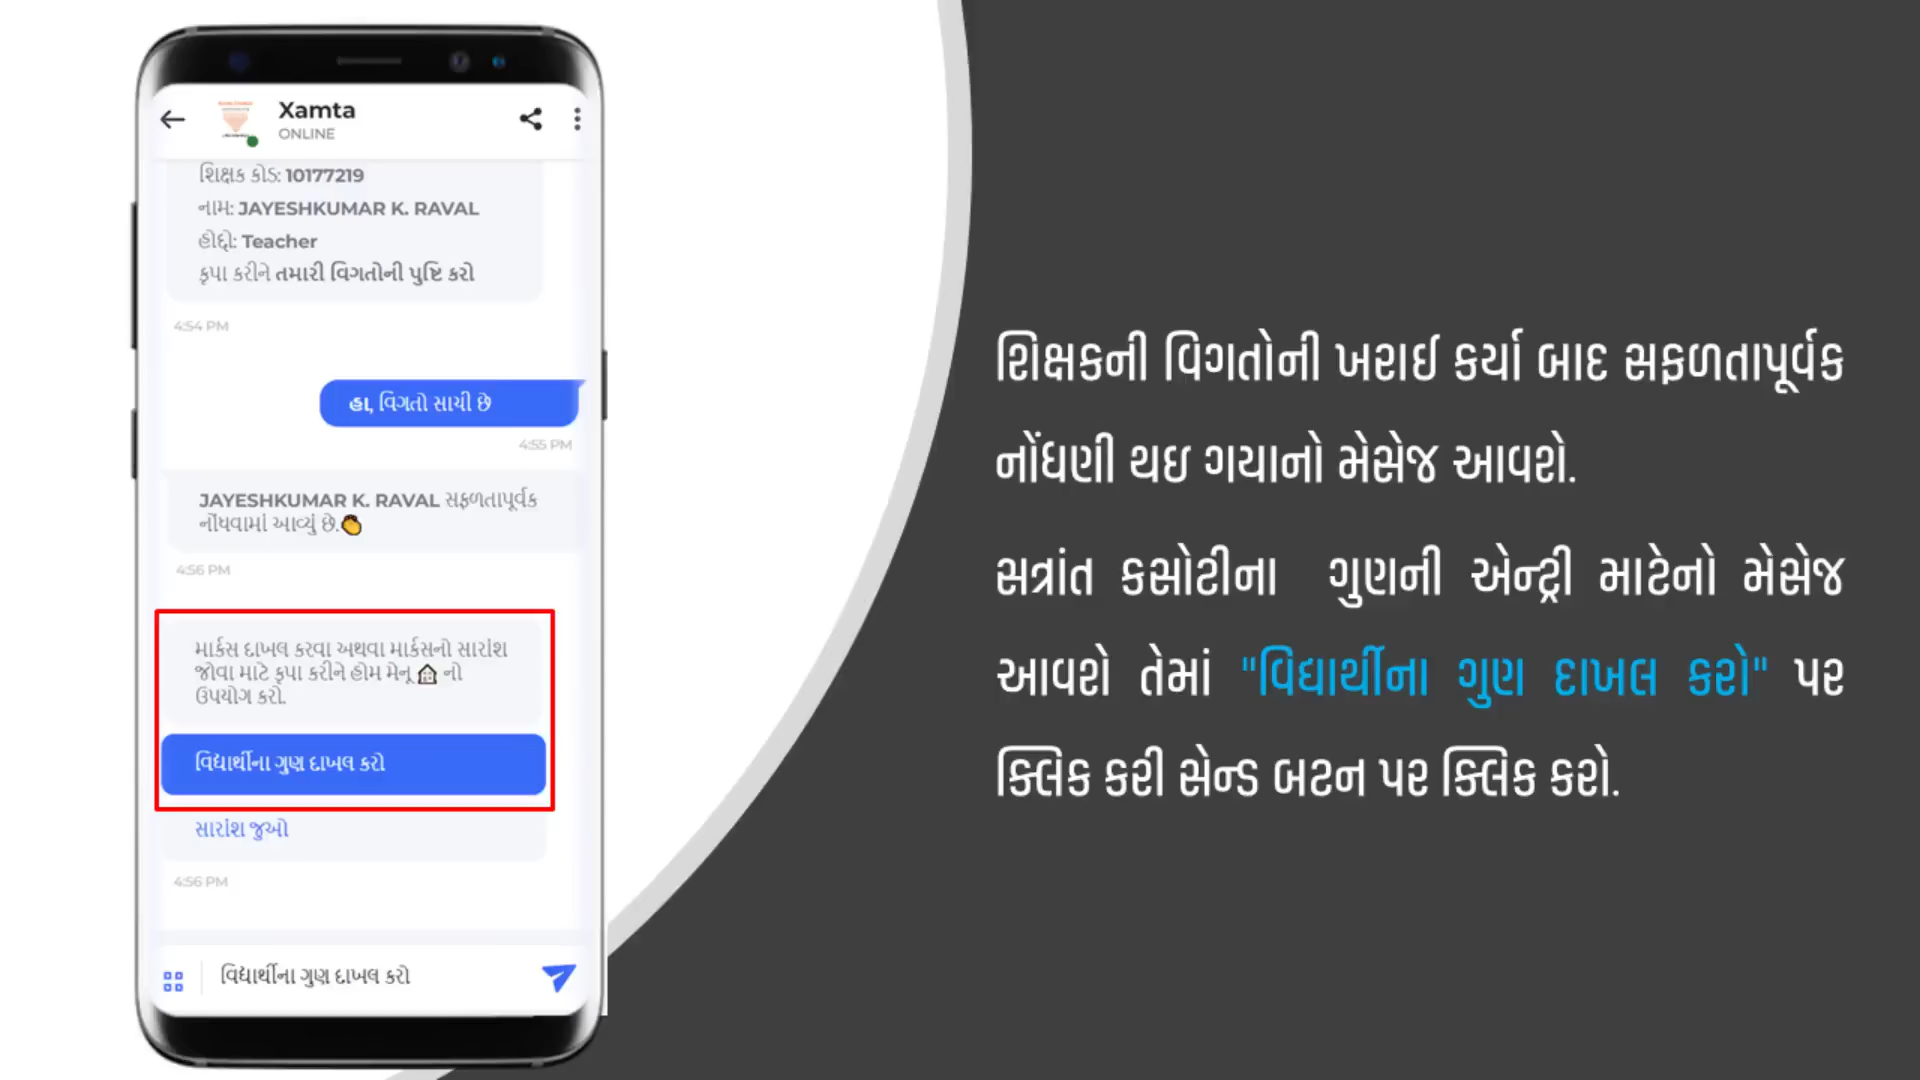 Xamta
ONLINE
શિક્ષક કોડ: 10177219
નામ: JAYESHKUMAR K. RAVAL
હોદ્દો: Teacher
કૃપા કરીને તમારી વિગતોની પુષ્ટિ કરો
4:54 PM
હા, વિગતો સાચી છે
4:55 PM
JAYESHKUMAR K. RAVAL સફળતાપૂર્વક
નોંધવામાં આવ્યું છે.👏
4:56 PM
માર્કસ દાખલ કરવા અથવા માર્કસનો સારાંશ
જોવા માટે કૃપા કરીને હોમ મેનૂ 🏠 નો
ઉપયોગ કરો.
વિદ્યાર્થીના ગુણ દાખલ કરો
સારાંશ જુઓ
4:56 PM
વિદ્યાર્થીના ગુણ દાખલ કરો
શિક્ષકની વિગતોની ખરાઈ કર્યા બાદ સફળતાપૂર્વક
નોંધણી થઇ ગયાનો મેસેજ આવશે.
સત્રાંત કસોટીના ગુણની એન્ટ્રી માટેનો મેસેજ
આવશે તેમાં "વિદ્યાર્થીના ગુણ દાખલ કરો" પર
ક્લિક કરી સેન્ડ બટન પર ક્લિક કરો.